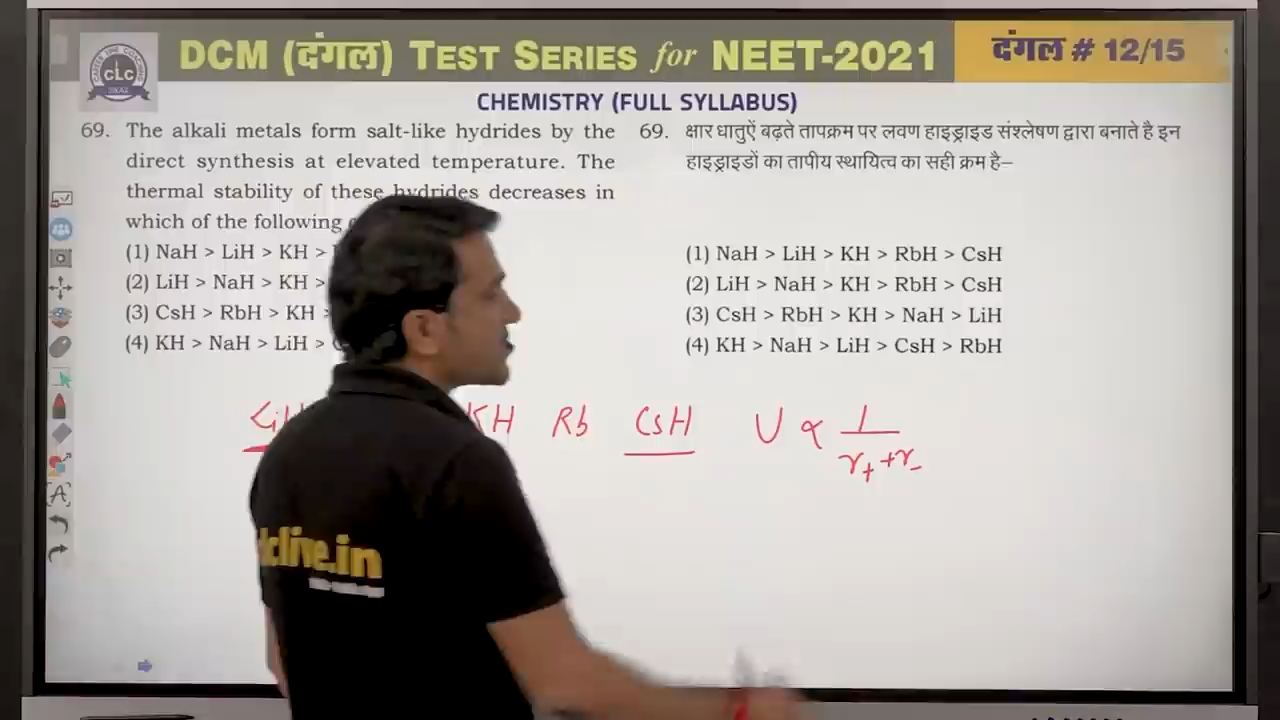 DCM (दंगल) TEST SERIES for NEET-2021
दंगल # 12/15
CLC
CHEMISTRY (FULL SYLLABUS)
69. The alkali metals form salt-like hydrides by the
direct synthesis at elevated temperature. The
thermal stability of these hydrides decreases in
which of the following
(1) NaH > LiH > KH >
(2) LiH > NaH > KH >
(3) CsH > RbH > KH >
(4) KH > NaH > LiH >
69. क्षार धातुऐं बढ़ते तापक्रम पर लवण हाइड्राइड संश्लेषण द्वारा बनाते है इन
हाइड्राइडों का तापीय स्थायित्व का सही क्रम है–
(1) NaH > LiH > KH > RbH > CsH
(2) LiH > NaH > KH > RbH > CsH
(3) CsH > RbH > KH > NaH > LiH
(4) KH > NaH > LiH > CsH > RbH
LiH KH Rb CsH U ∝ 1 / r+ + r-
clive.in